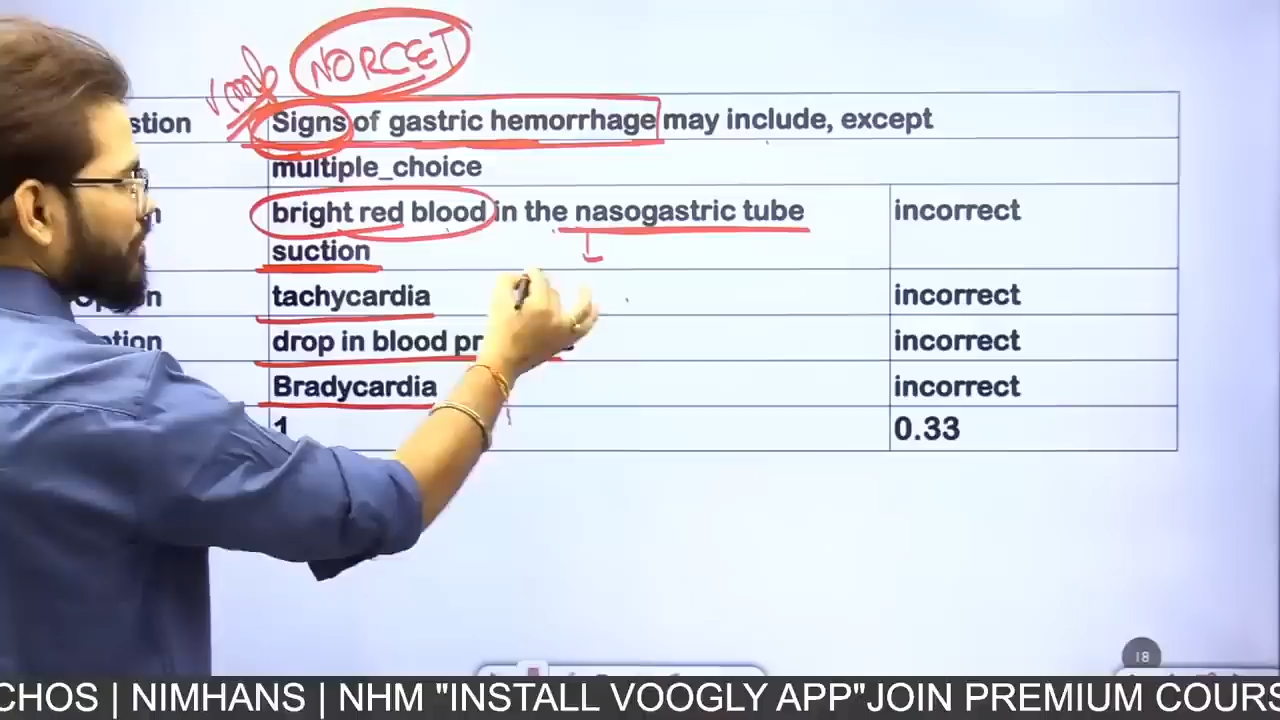 NORCET
stion Signs of gastric hemorrhage may include, except
multiple_choice
bright red blood in the nasogastric tube incorrect
suction
tachycardia incorrect
drop in blood pr incorrect
Bradycardia incorrect
1 0.33
18
CHOS | NIMHANS | NHM "INSTALL VOOGLY APP"JOIN PREMIUM COURS